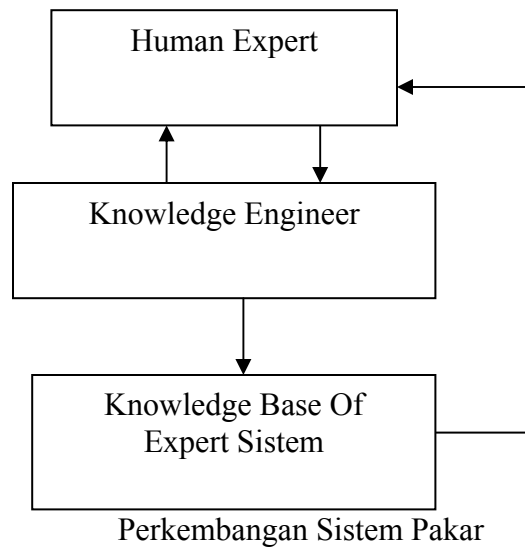 Human Expert
Knowledge Engineer
Knowledge Base Of
Expert Sistem
Perkembangan Sistem Pakar